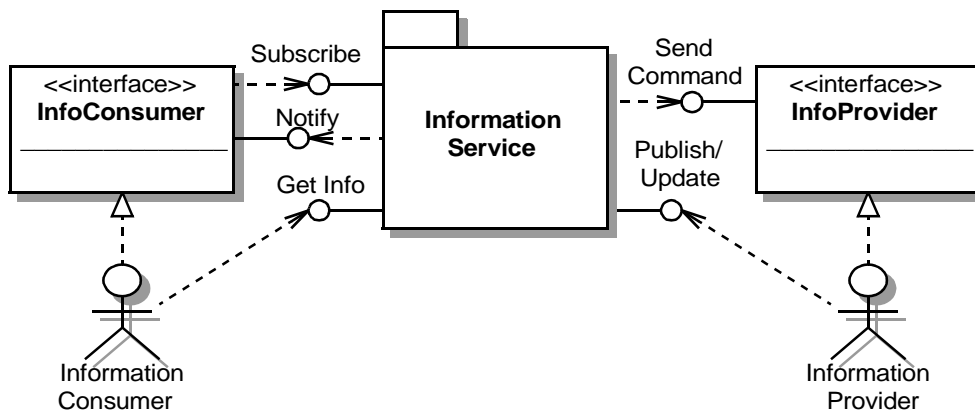 Subscribe
<<interface>>
InfoConsumer
Notify
Get Info
Information
Service
Send
Command
<<interface>>
InfoProvider
Publish/
Update
Information
Consumer
Information
Provider